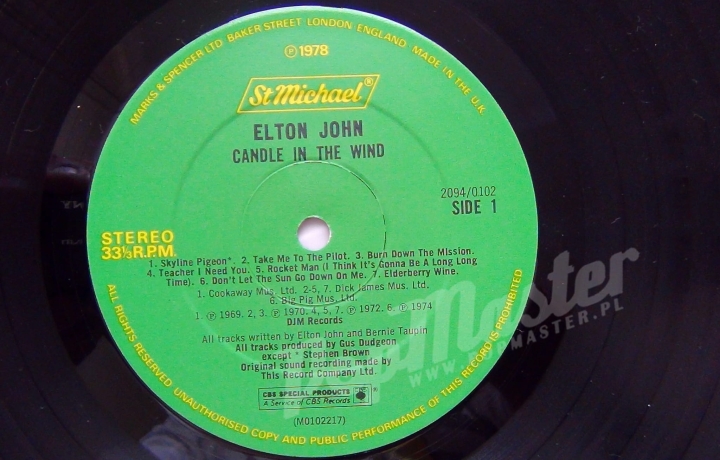 MARKS & SPENCER LTD BAKER STREET LONDON ENGLAND. MADE IN THE U.K.
℗ 1978
St Michael®
ELTON JOHN
CANDLE IN THE WIND
2094/0102
SIDE 1
STEREO
33⅓ R.P.M.
1. Skyline Pigeon*. 2. Take Me To The Pilot. 3. Burn Down The Mission.
4. Teacher I Need You. 5. Rocket Man (I Think It's Gonna Be A Long Long
Time). 6. Don't Let The Sun Go Down On Me. 7. Elderberry Wine.
1. Cookaway Mus. Ltd. 2-5, 7. Dick James Mus. Ltd.
6. Big Pig Mus. Ltd.
1. ℗ 1969. 2, 3. ℗ 1970. 4, 5, 7. ℗ 1972. 6. ℗ 1974
DJM Records
All tracks written by Elton John and Bernie Taupin
All tracks produced by Gus Dudgeon
except * Stephen Brown
Original sound recording made by
This Record Company Ltd.
CBS SPECIAL PRODUCTS
A Service of CBS Records
CBS
®
(M0102217)
ALL RIGHTS RESERVED. UNAUTHORISED COPY AND PUBLIC PERFORMANCE OF THIS RECORD IS PROHIBITED
PopMaster
WWW.POPMASTER.PL